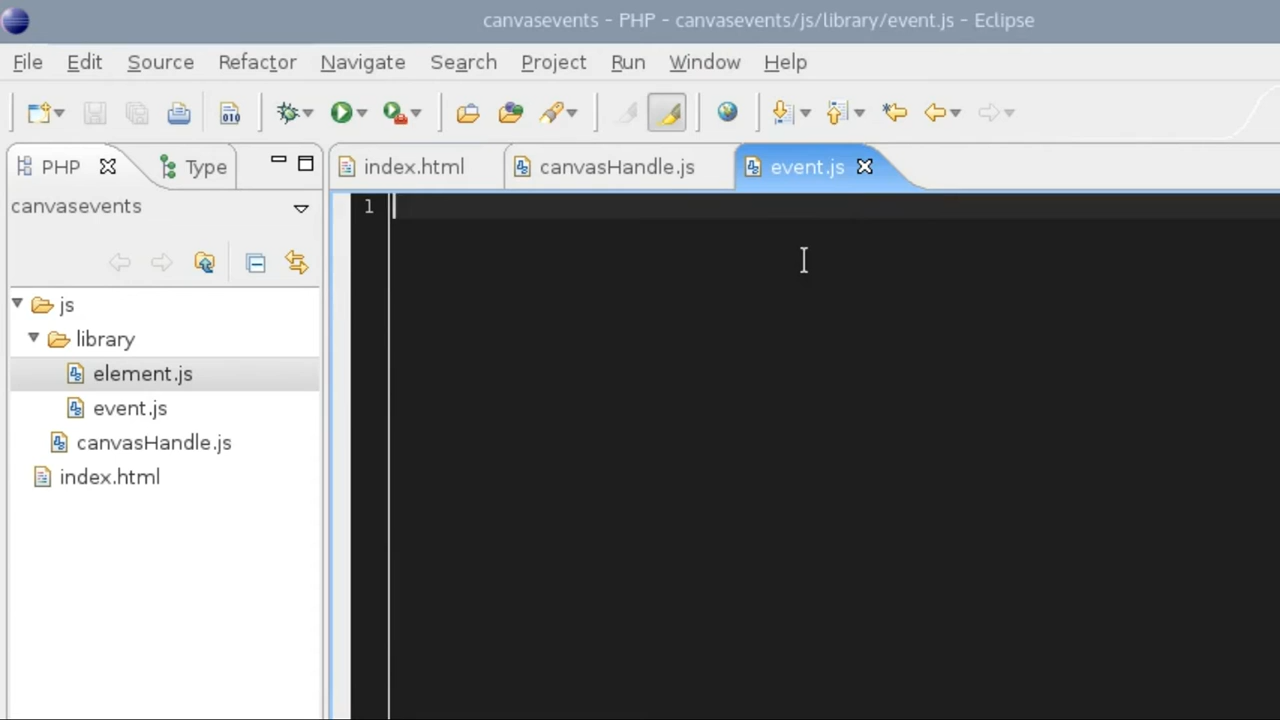 canvasevents - PHP - canvasevents/js/library/event.js - Eclipse
File Edit Source Refactor Navigate Search Project Run Window Help
010
PHP Type index.html canvasHandle.js event.js
canvasevents
1
js
library
element.js
event.js
canvasHandle.js
index.html